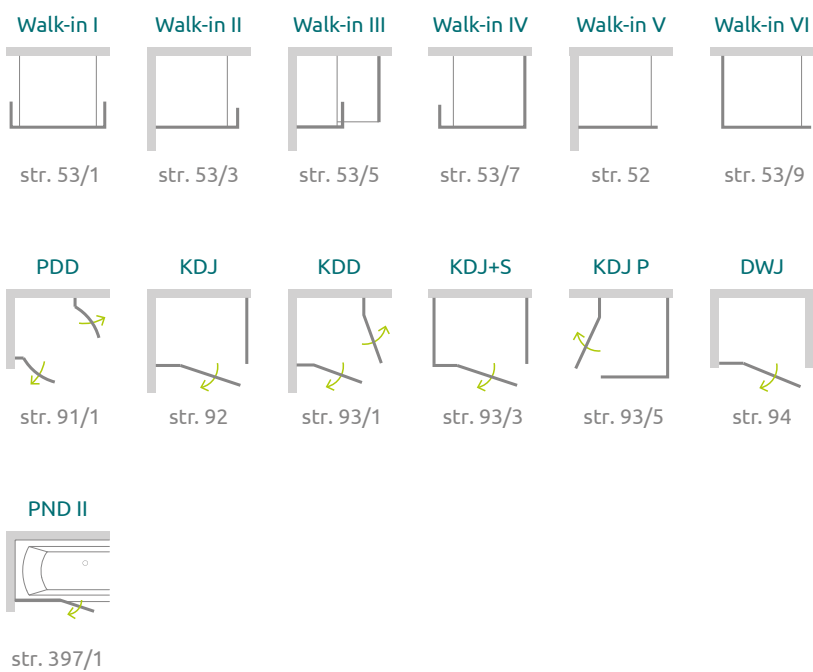 Walk-in I Walk-in II Walk-in III Walk-in IV Walk-in V Walk-in VI
str. 53/1 str. 53/3 str. 53/5 str. 53/7 str. 52 str. 53/9
PDD KDJ KDD KDJ+S KDJ P DWJ
str. 91/1 str. 92 str. 93/1 str. 93/3 str. 93/5 str. 94
PND II
str. 397/1